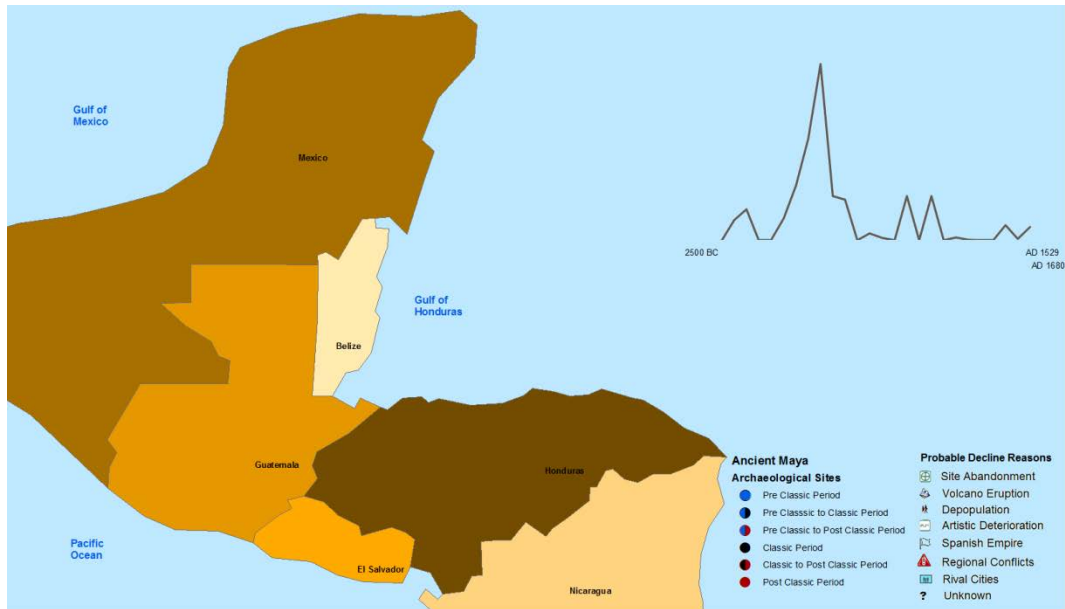 Gulf of
Mexico
Mexico
2500 BC
AD 1529
AD 1680
Gulf of
Honduras
Belize
Guatemala
Honduras
Pacific
Ocean
El Salvador
Nicaragua
Ancient Maya
Archaeological Sites
Pre Classic Period
Pre Classsic to Classic Period
Pre Classic to Post Classic Period
Classic Period
Classic to Post Classic Period
Post Classic Period
Probable Decline Reasons
Site Abandonment
Volcano Eruption
Depopulation
Artistic Deterioration
Spanish Empire
Regional Conflicts
Rival Cities
? Unknown